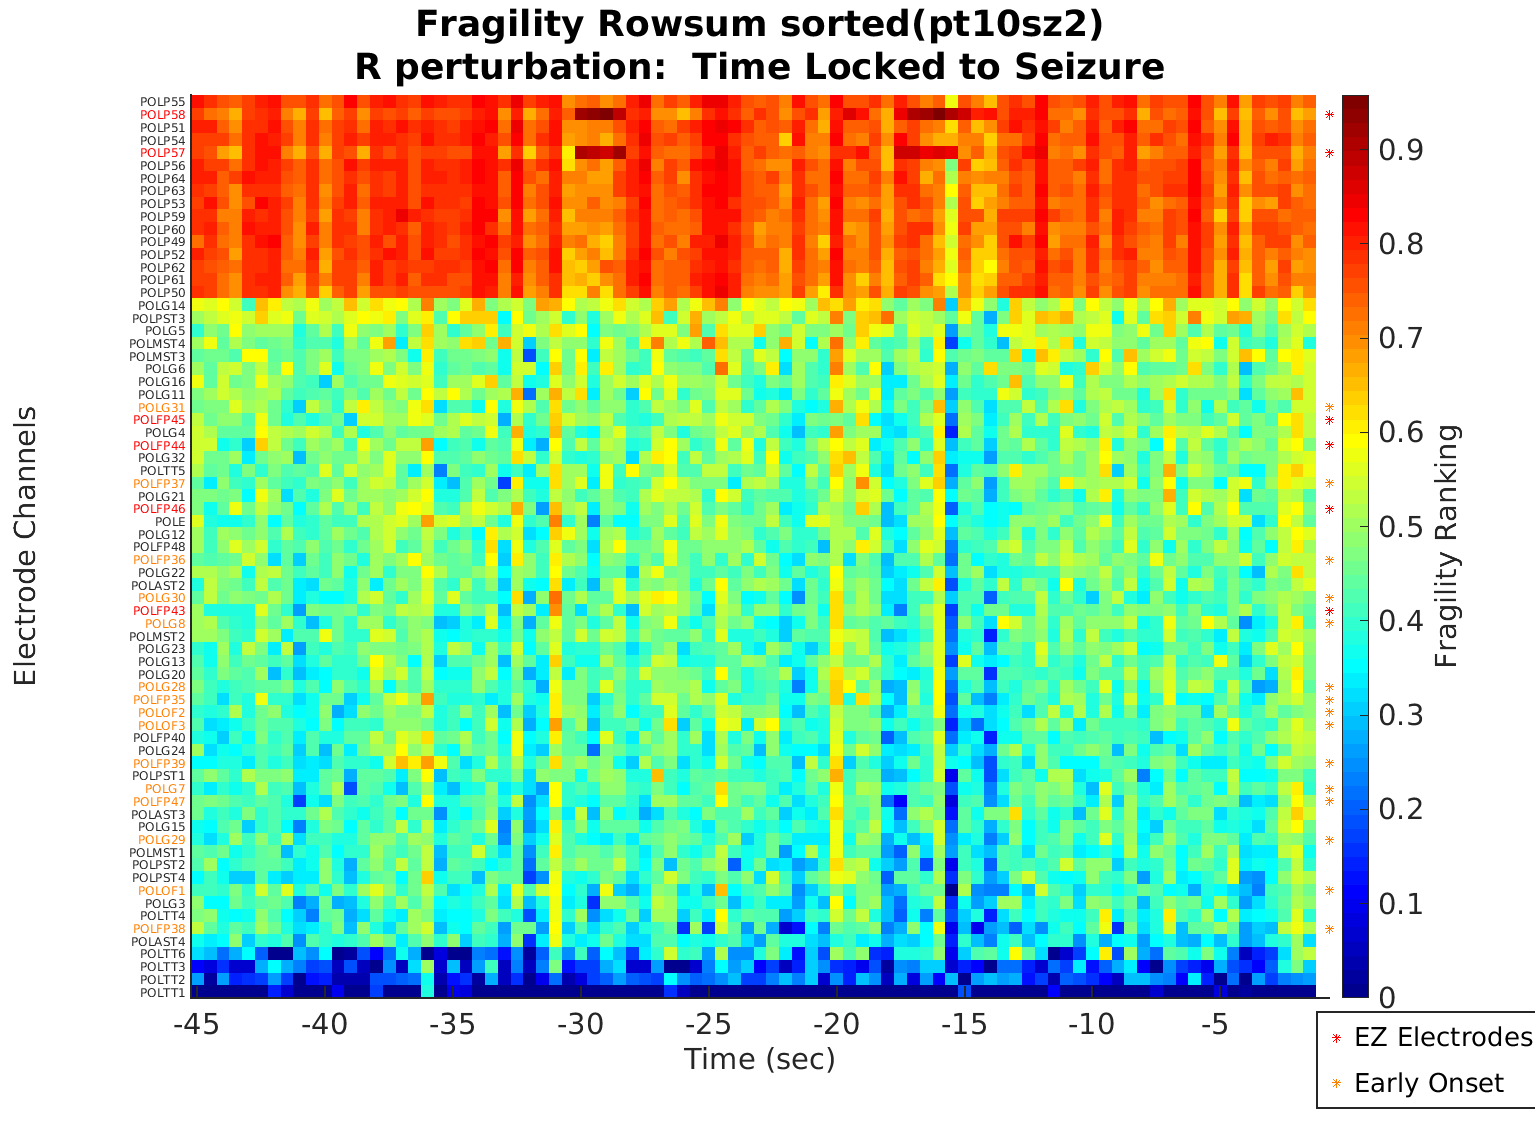 Fragility Rowsum sorted(pt10sz2)
R perturbation:  Time Locked to Seizure
Electrode Channels
POLP55
POLP58
POLP51
POLP54
POLP57
POLP56
POLP64
POLP63
POLP53
POLP59
POLP60
POLP49
POLP52
POLP62
POLP61
POLP50
POLG14
POLPST3
POLG5
POLMST4
POLMST3
POLG6
POLG16
POLG11
POLG31
POLFP45
POLG4
POLFP44
POLG32
POLTT5
POLFP37
POLG21
POLFP46
POLE
POLG12
POLFP48
POLFP36
POLG22
POLAST2
POLG30
POLFP43
POLG8
POLMST2
POLG23
POLG13
POLG20
POLG28
POLFP35
POLOF2
POLOF3
POLFP40
POLG24
POLFP39
POLPST1
POLG7
POLFP47
POLAST3
POLG15
POLG29
POLMST1
POLPST2
POLPST4
POLOF1
POLG3
POLTT4
POLFP38
POLAST4
POLTT6
POLTT3
POLTT2
POLTT1
-45 -40 -35 -30 -25 -20 -15 -10 -5
Time (sec)
0.9
0.8
0.7
0.6
0.5
0.4
0.3
0.2
0.1
0
Fragility Ranking
EZ Electrodes
Early Onset